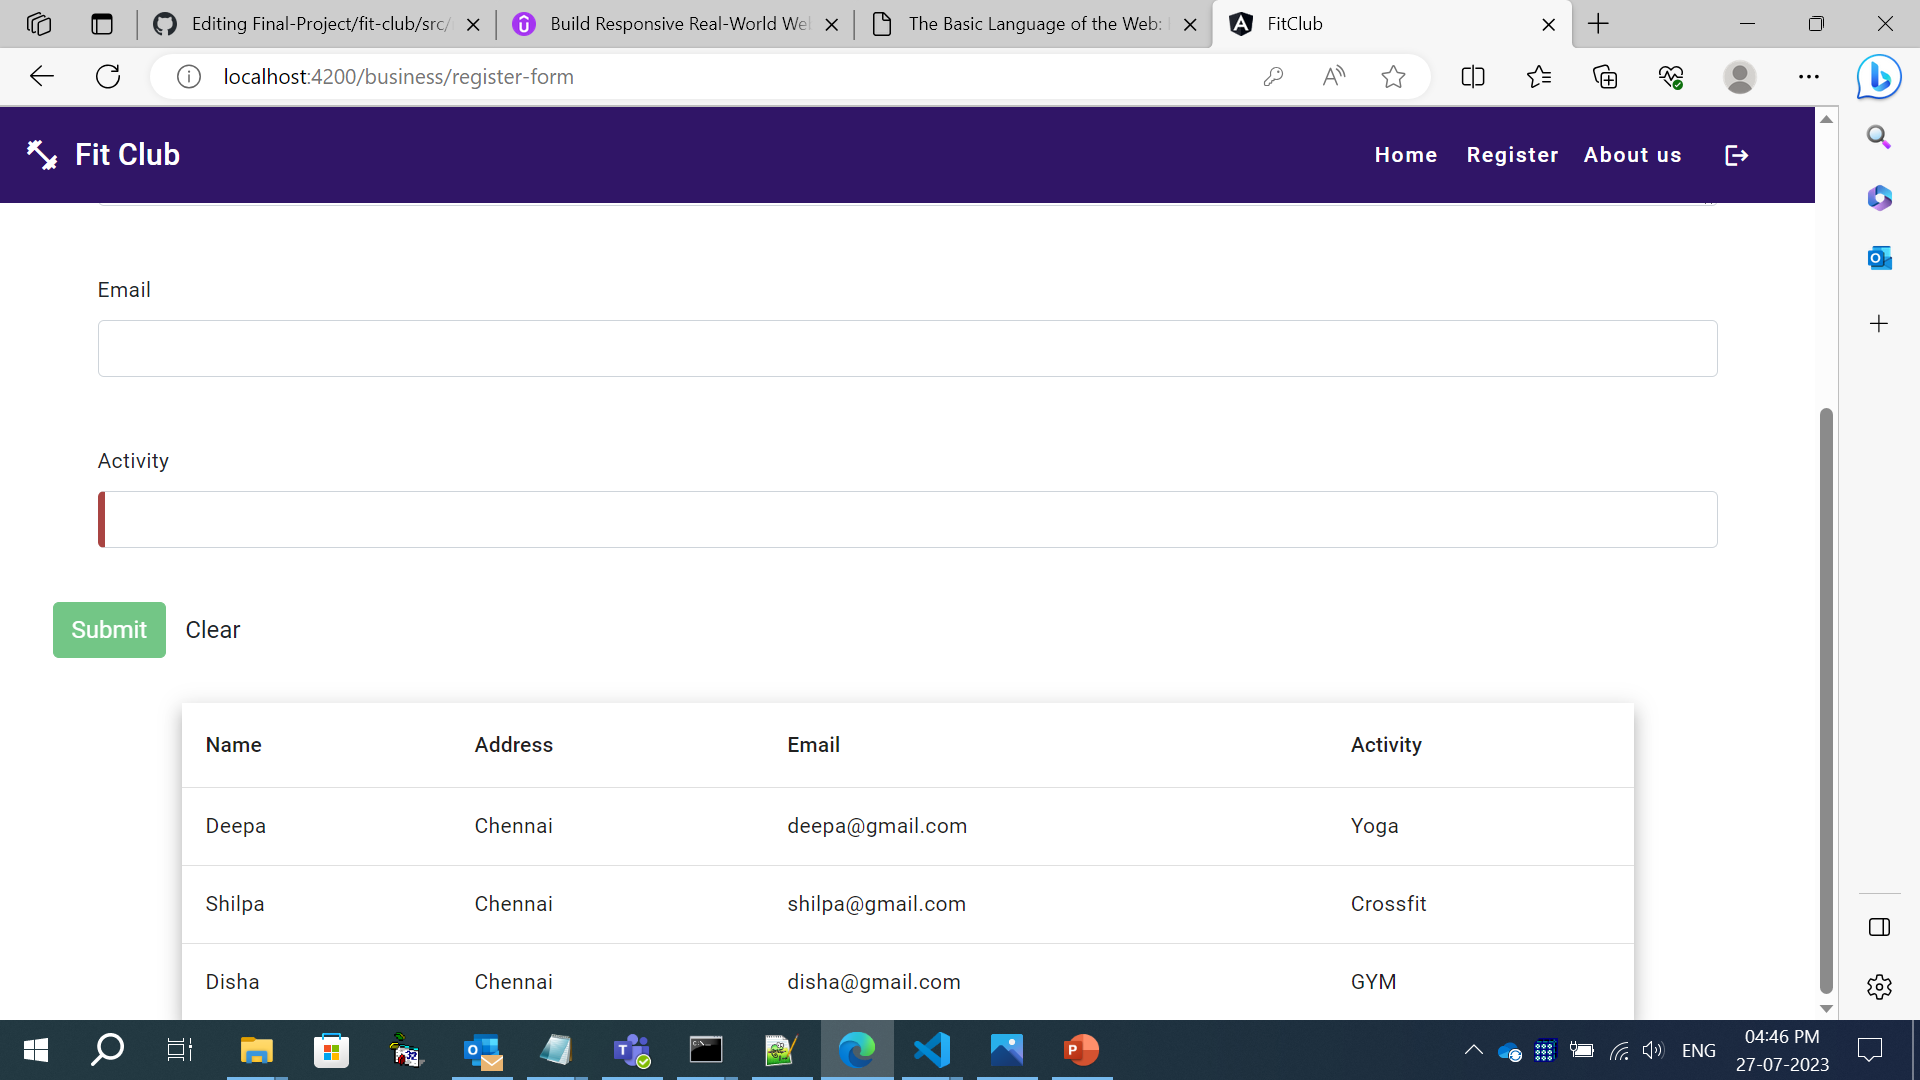 Editing Final-Project/fit-club/src/
Build Responsive Real-World We
The Basic Language of the Web:
FitClub
localhost:4200/business/register-form
Fit Club
Home Register About us
Email
Activity
Submit Clear
Name Address Email Activity
Deepa Chennai deepa@gmail.com Yoga
Shilpa Chennai shilpa@gmail.com Crossfit
Disha Chennai disha@gmail.com GYM
ENG
04:46 PM
27-07-2023